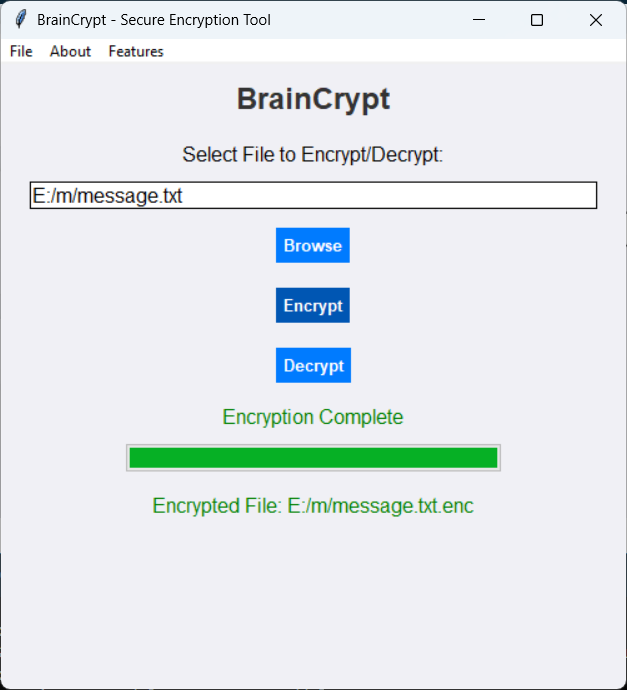 BrainCrypt - Secure Encryption Tool
File About Features
BrainCrypt
Select File to Encrypt/Decrypt:
E:/m/message.txt
Browse
Encrypt
Decrypt
Encryption Complete
Encrypted File: E:/m/message.txt.enc